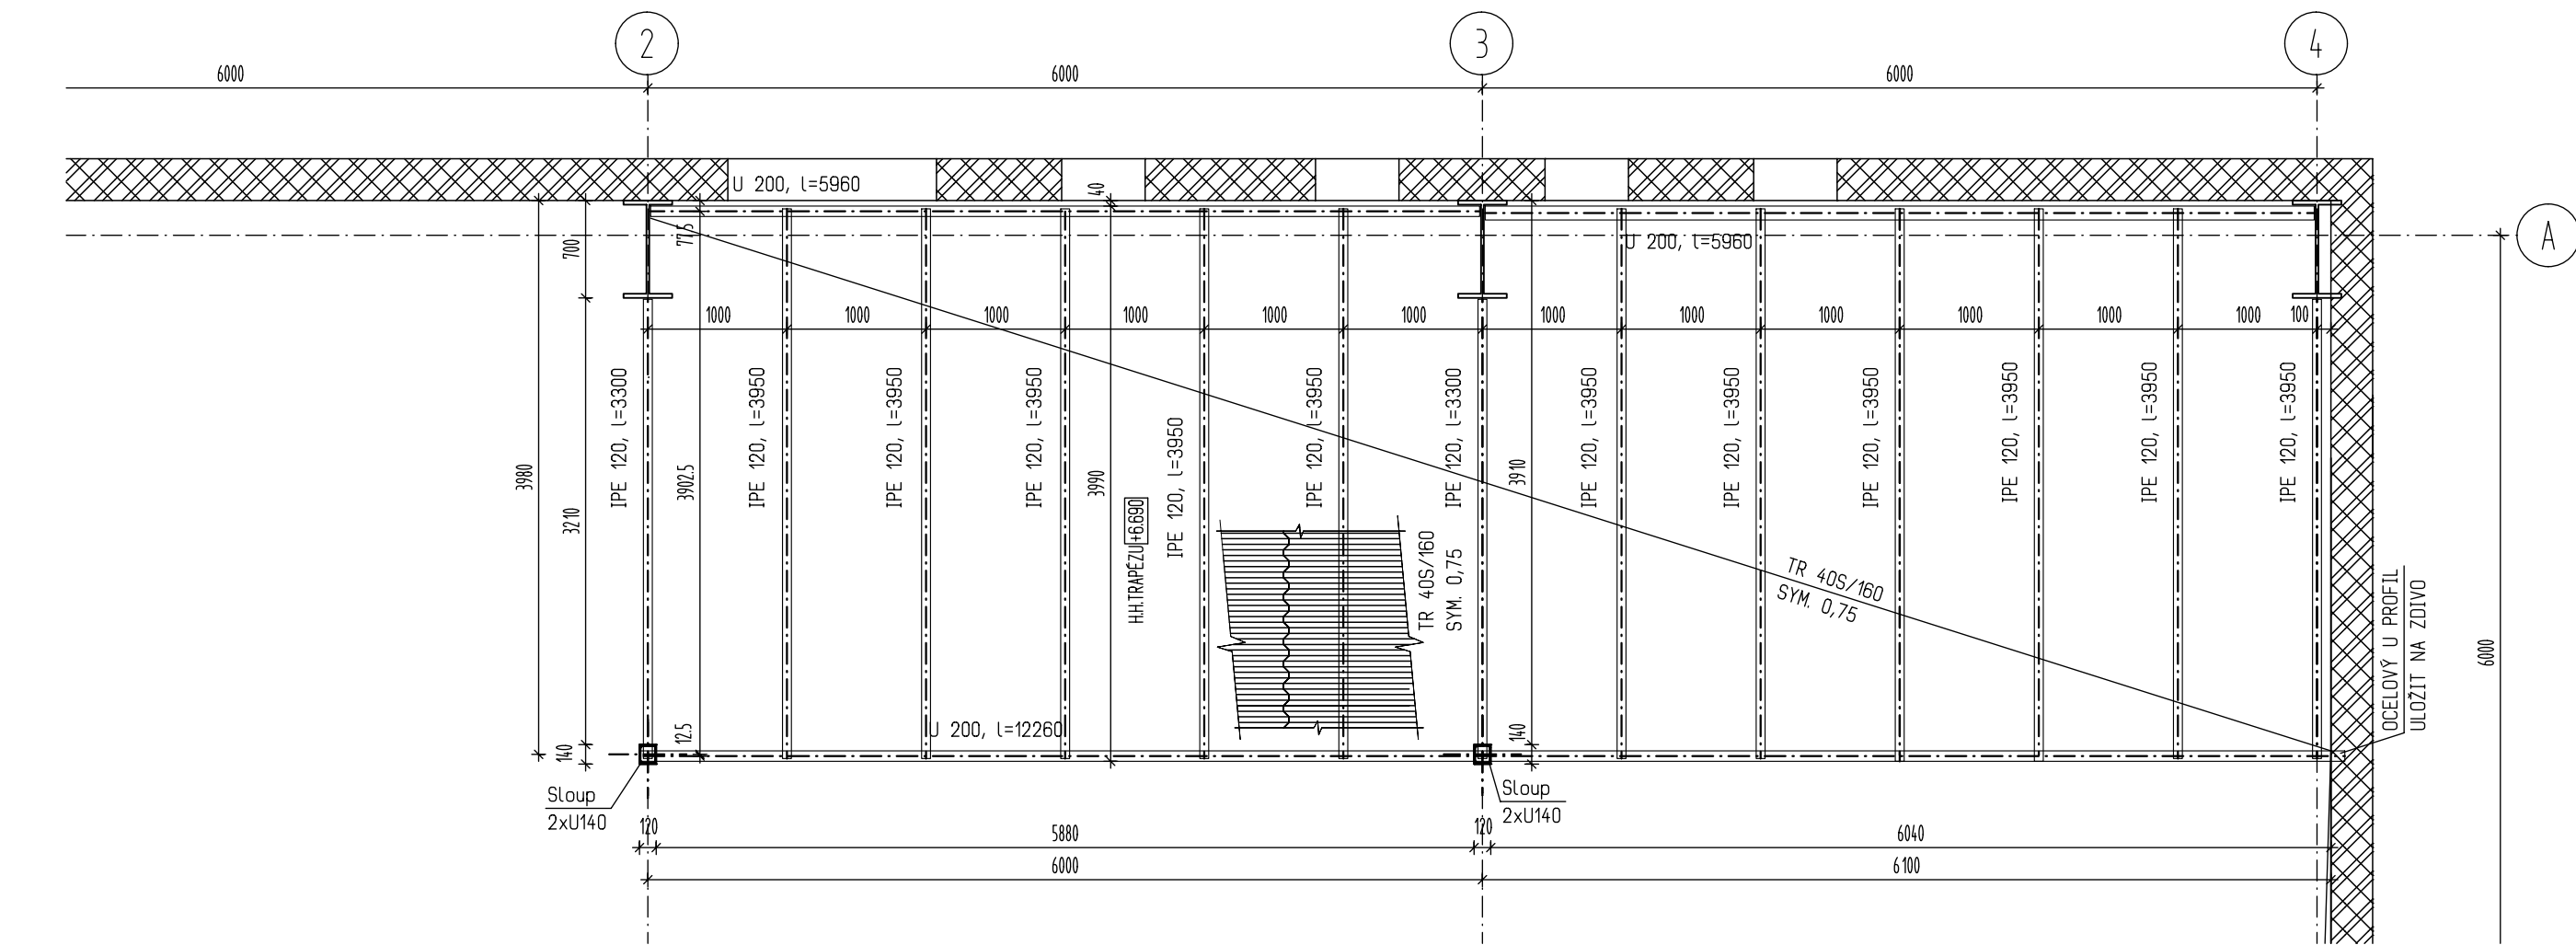 2
3
4
6000
6000
6000
A
U 200, l=5960
40
77.5
700
U 200, l=5960
1000
1000
1000
1000
1000
1000
1000
1000
1000
1000
1000
1000
100
IPE 120, l=3300
IPE 120, l=3950
IPE 120, l=3950
IPE 120, l=3950
IPE 120, l=3950
IPE 120, l=3950
IPE 120, l=3300
IPE 120, l=3950
IPE 120, l=3950
IPE 120, l=3950
IPE 120, l=3950
IPE 120, l=3950
IPE 120, l=3950
3980
3210
3902.5
3990
3910
H.H.TRAPÉZU +6.690
TR 40S/160
SYM. 0,75
TR 40S/160
SYM. 0,75
OCELOVÝ U PROFIL
ULOŽIT NA ZDIVO
6000
140
12.5
U 200, l=12260
140
Sloup
2xU140
Sloup
2xU140
120
5880
120
6040
6000
6100